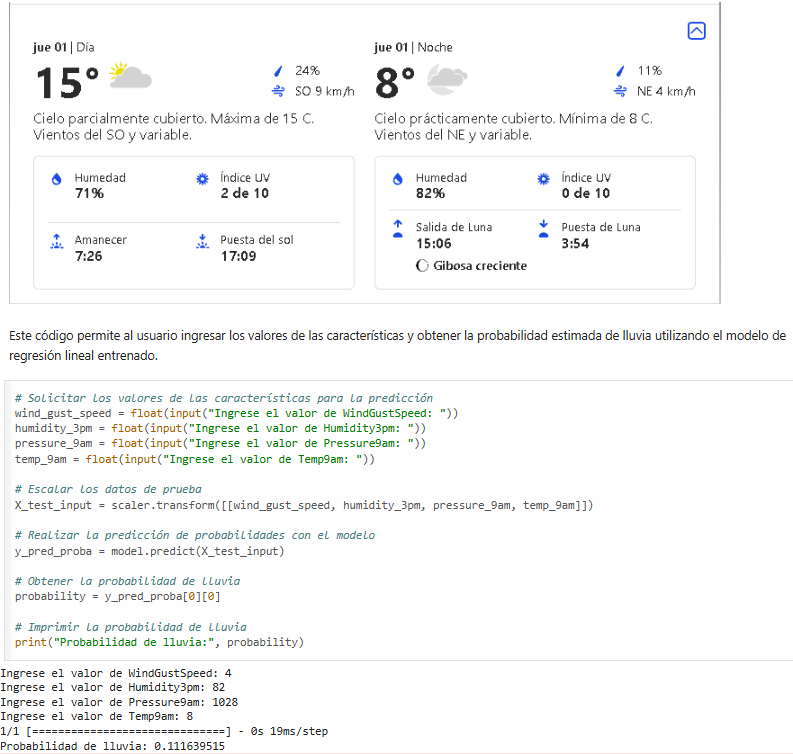 jue 01 | Día
15°
24%
SO 9 km/h
Cielo parcialmente cubierto. Máxima de 15 C.
Vientos del SO y variable.
Humedad
71%
Índice UV
2 de 10
Amanecer
7:26
Puesta del sol
17:09
jue 01 | Noche
8°
11%
NE 4 km/h
Cielo prácticamente cubierto. Mínima de 8 C.
Vientos del NE y variable.
Humedad
82%
Índice UV
0 de 10
Salida de Luna
15:06
Puesta de Luna
3:54
Gibosa creciente
Este código permite al usuario ingresar los valores de las características y obtener la probabilidad estimada de lluvia utilizando el modelo de
regresión lineal entrenado.
# Solicitar los valores de las características para la predicción
wind_gust_speed = float(input("Ingrese el valor de WindGustSpeed: "))
humidity_3pm = float(input("Ingrese el valor de Humidity3pm: "))
pressure_9am = float(input("Ingrese el valor de Pressure9am: "))
temp_9am = float(input("Ingrese el valor de Temp9am: "))
# Escalar los datos de prueba
X_test_input = scaler.transform([[wind_gust_speed, humidity_3pm, pressure_9am, temp_9am]])
# Realizar la predicción de probabilidades con el modelo
y_pred_proba = model.predict(X_test_input)
# Obtener la probabilidad de lluvia
probability = y_pred_proba[0][0]
# Imprimir la probabilidad de lluvia
print("Probabilidad de lluvia:", probability)
Ingrese el valor de WindGustSpeed: 4
Ingrese el valor de Humidity3pm: 82
Ingrese el valor de Pressure9am: 1028
Ingrese el valor de Temp9am: 8
1/1 [==============================] - 0s 19ms/step
Probabilidad de lluvia: 0.111639515